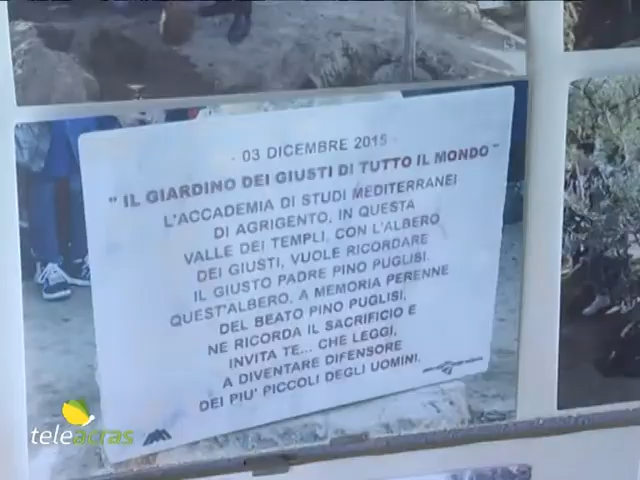 - 03 DICEMBRE 2015 -
" IL GIARDINO DEI GIUSTI DI TUTTO IL MONDO "
L'ACCADEMIA DI STUDI MEDITERRANEI
DI AGRIGENTO, IN QUESTA
VALLE DEI TEMPLI, CON L'ALBERO
DEI GIUSTI, VUOLE RICORDARE
IL GIUSTO PADRE PINO PUGLISI.
QUEST'ALBERO, A MEMORIA PERENNE
DEL BEATO PINO PUGLISI,
NE RICORDA IL SACRIFICIO E
INVITA TE... CHE LEGGI,
A DIVENTARE DIFENSORE
DEI PIU' PICCOLI DEGLI UOMINI.
teleacras